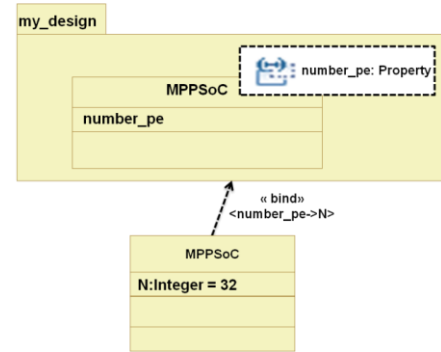 my_design
number_pe: Property
MPPSoC
number_pe
« bind»
<number_pe->N>
MPPSoC
N:Integer = 32